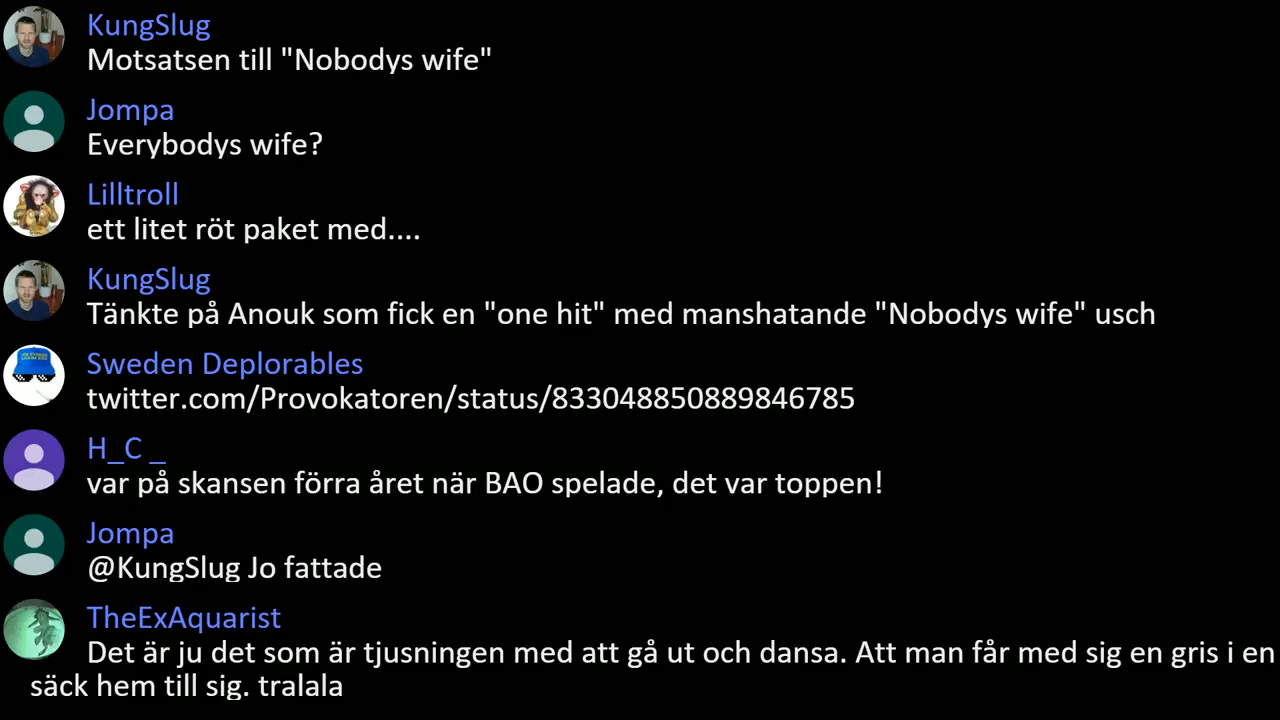 KungSlug
Motsatsen till "Nobodys wife"
Jompa
Everybodys wife?
Lilltroll
ett litet röt paket med....
KungSlug
Tänkte på Anouk som fick en "one hit" med manshatande "Nobodys wife" usch
Sweden Deplorables
twitter.com/Provokatoren/status/833048850889846785
H_C _
var på skansen förra året när BAO spelade, det var toppen!
Jompa
@KungSlug Jo fattade
TheExAquarist
Det är ju det som är tjusningen med att gå ut och dansa. Att man får med sig en gris i en
säck hem till sig. tralala